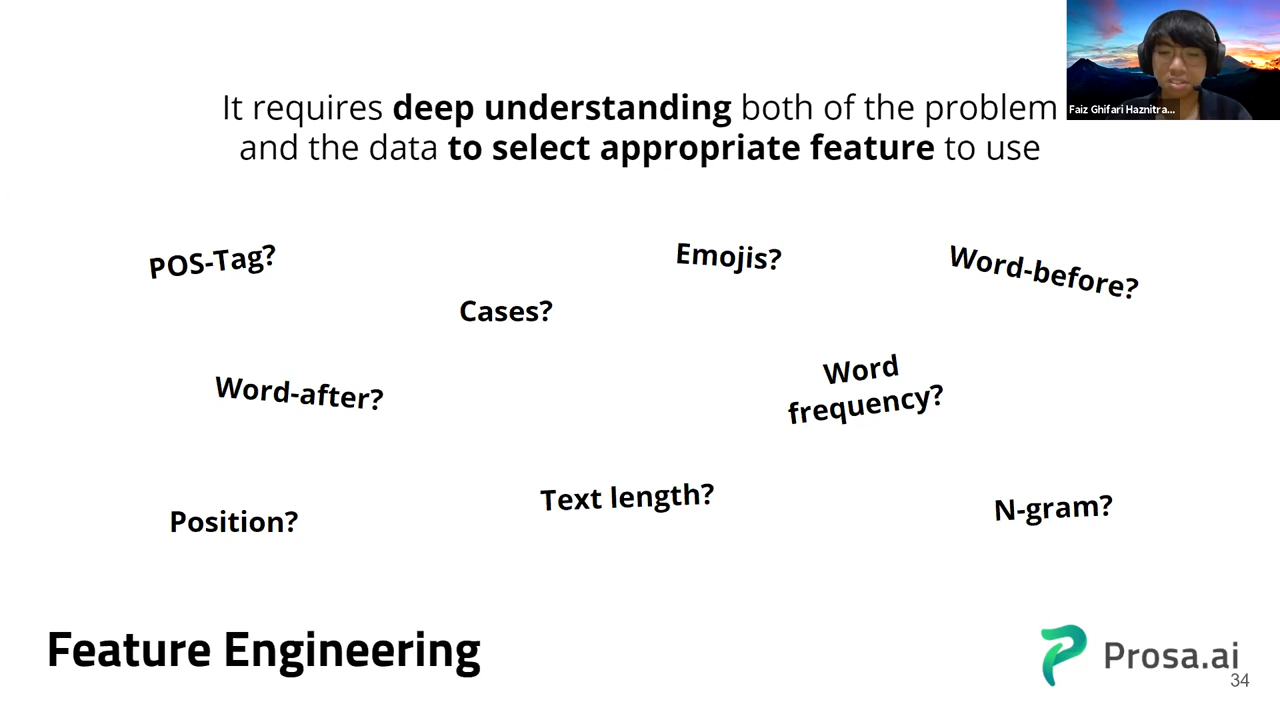 Faiz Ghifari Haznitra...
It requires deep understanding both of the problem
and the data to select appropriate feature to use
POS-Tag?
Emojis?
Word-before?
Cases?
Word-after?
Word
frequency?
Position?
Text length?
N-gram?
Feature Engineering
Prosa.ai
34